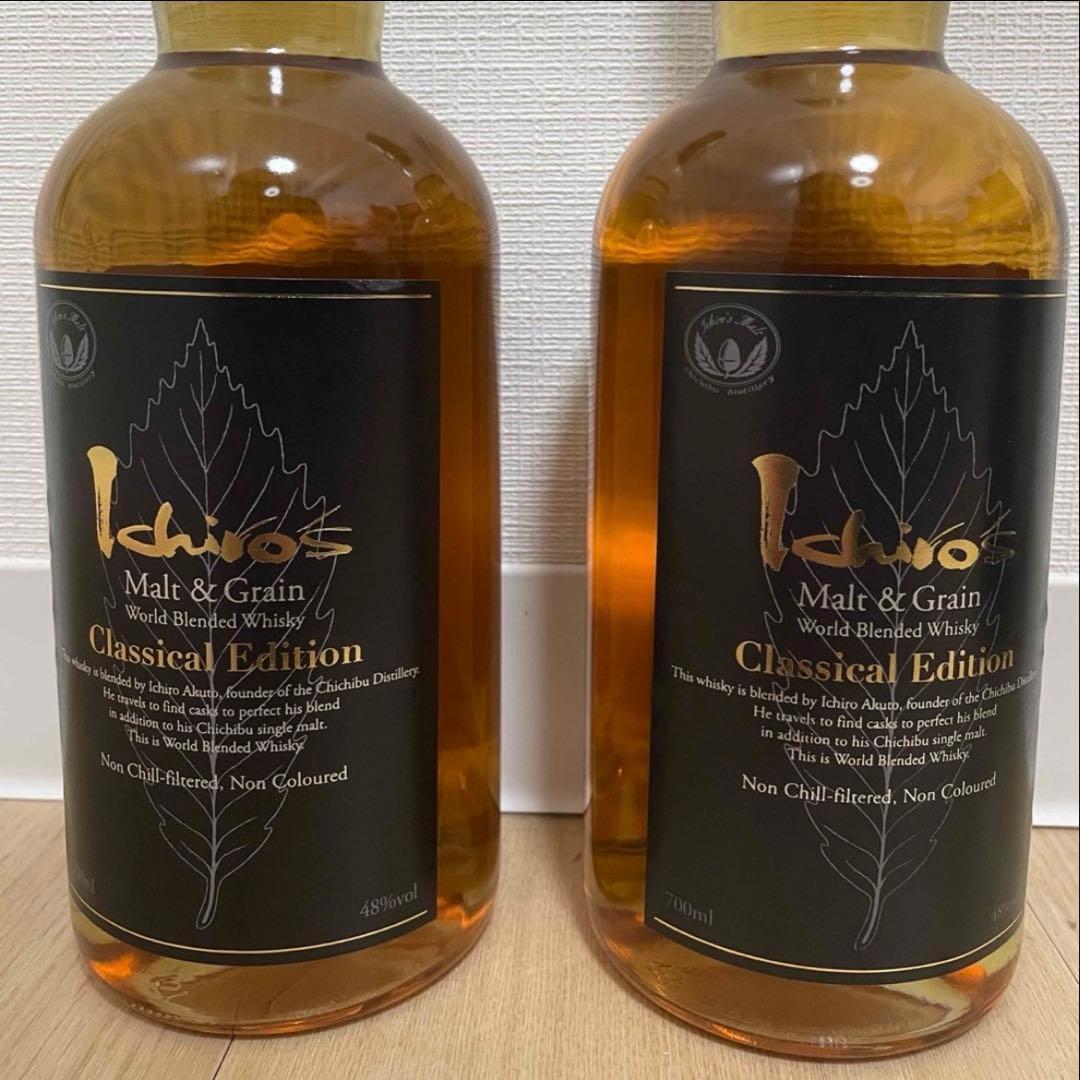 Ichiro's
Malt & Grain
World Blended Whisky
Classical Edition
This whisky is blended by Ichiro Akuto, founder of the Chichibu Distillery.
He travels to find casks to perfect his blend
in addition to his Chichibu single malt.
This is World Blended Whisky.
Non Chill-filtered, Non Coloured
48%vol
Ichiro's Malt
Chichibu distillery
Ichiro's
Malt & Grain
World Blended Whisky
Classical Edition
This whisky is blended by Ichiro Akuto, founder of the Chichibu Distillery.
He travels to find casks to perfect his blend
in addition to his Chichibu single malt.
This is World Blended Whisky.
Non Chill-filtered, Non Coloured
700ml
48%